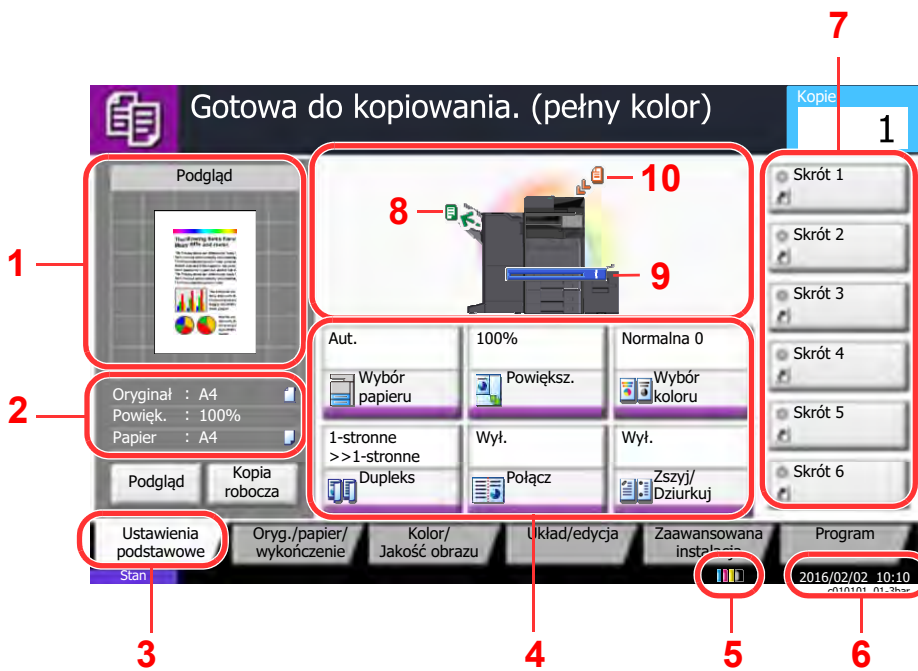 7
Gotowa do kopiowania. (pełny kolor)
Kopie
1
Podgląd
1
8
10
9
Skrót 1
Skrót 2
Skrót 3
Skrót 4
Skrót 5
Skrót 6
2
Oryginał : A4
Powięk. : 100%
Papier : A4
Podgląd
Kopia
robocza
Aut.
Wybór
papieru
100%
Powiększ.
Normalna 0
Wybór
koloru
1-stronne
>>1-stronne
Dupleks
Wył.
Połącz
Wył.
Zszyj/
Dziurkuj
Ustawienia
podstawowe
Oryg./papier/
wykończenie
Kolor/
Jakość obrazu
Układ/edycja
Zaawansowana
instalacja
Program
Stan
2016/02/02 10:10
3
4
5
6